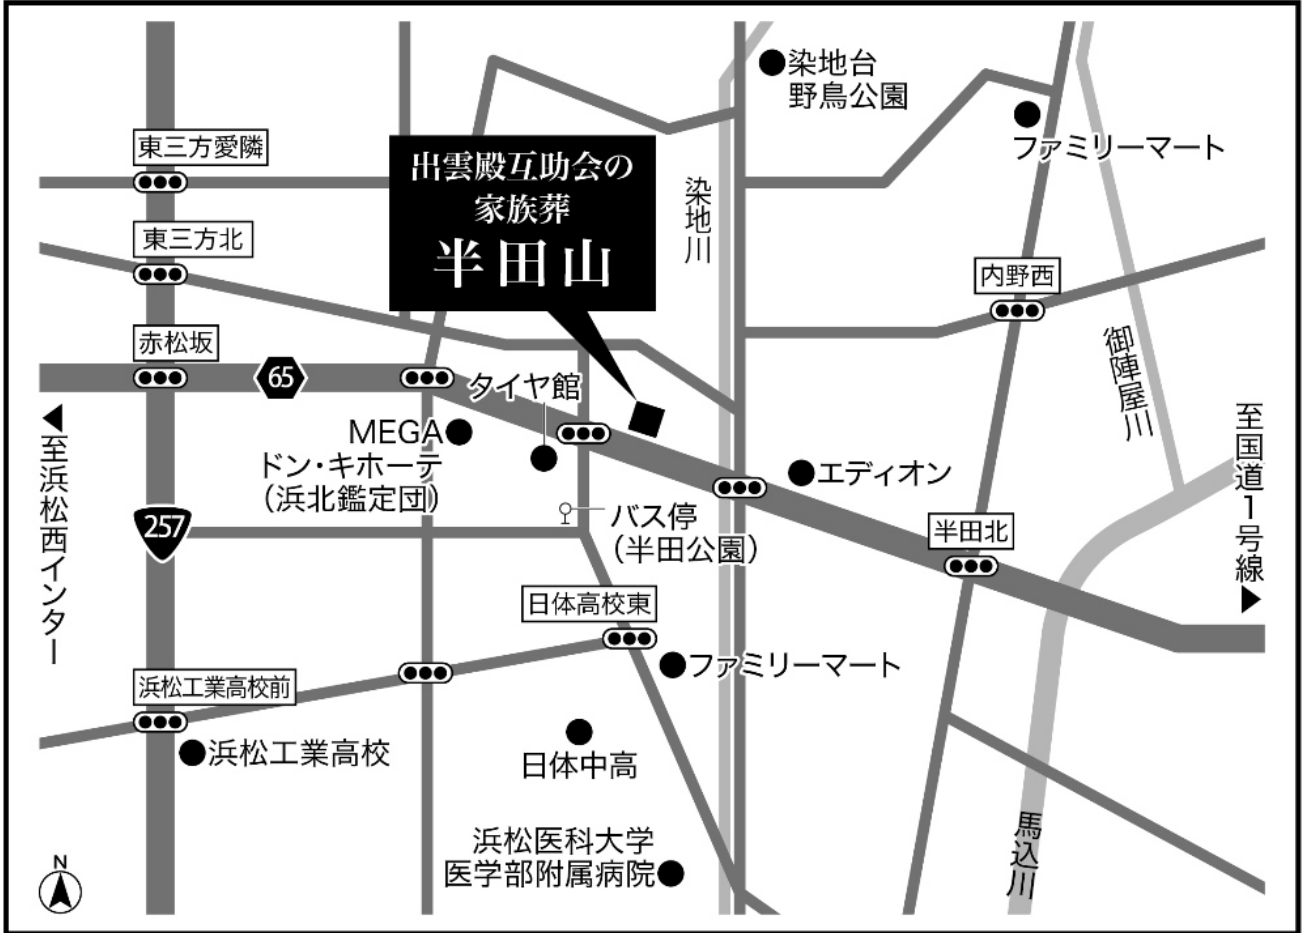 染地台
野鳥公園
ファミリーマート
東三方愛隣
出雲殿互助会の
家族葬
半田山
染地川
東三方北
内野西
赤松坂
65
タイヤ館
御陣屋川
MEGA
ドン・キホーテ
（浜北鑑定団）
エディオン
至浜松西インター
至国道1号線
257
バス停
（半田公園）
半田北
日体高校東
ファミリーマート
浜松工業高校前
浜松工業高校
日体中高
浜松医科大学
医学部附属病院
馬込川
N